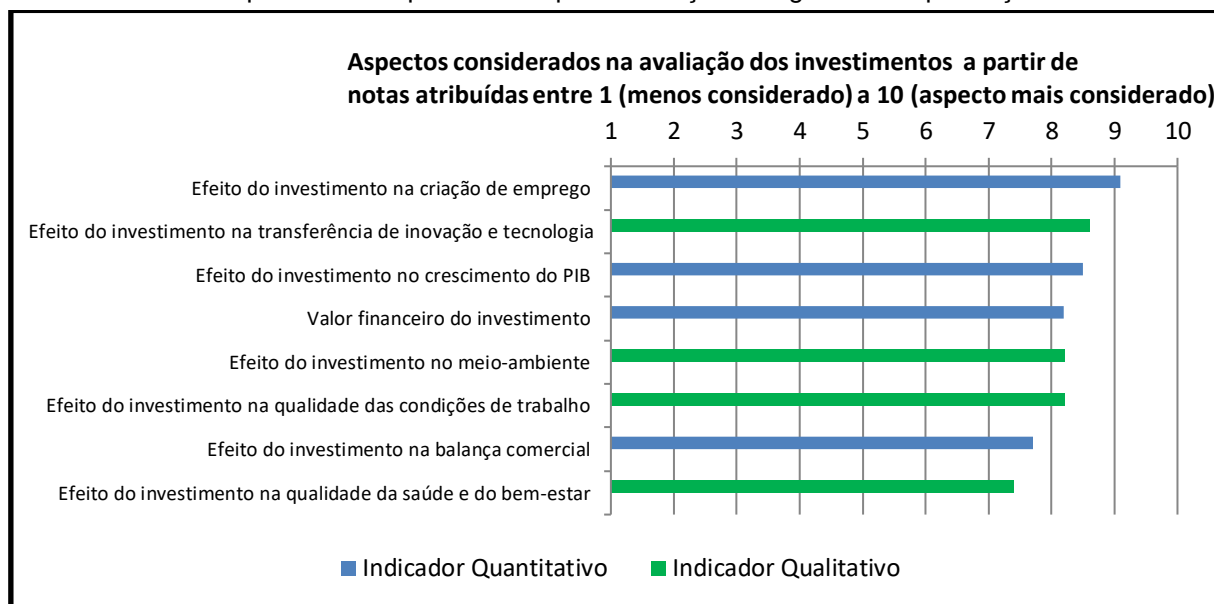 Aspectos considerados na avaliação dos investimentos a partir de
notas atribuídas entre 1 (menos considerado) a 10 (aspecto mais considerado)
1 2 3 4 5 6 7 8 9 10
Efeito do investimento na criação de emprego
Efeito do investimento na transferência de inovação e tecnologia
Efeito do investimento no crescimento do PIB
Valor financeiro do investimento
Efeito do investimento no meio-ambiente
Efeito do investimento na qualidade das condições de trabalho
Efeito do investimento na balança comercial
Efeito do investimento na qualidade da saúde e do bem-estar
Indicador Quantitativo Indicador Qualitativo